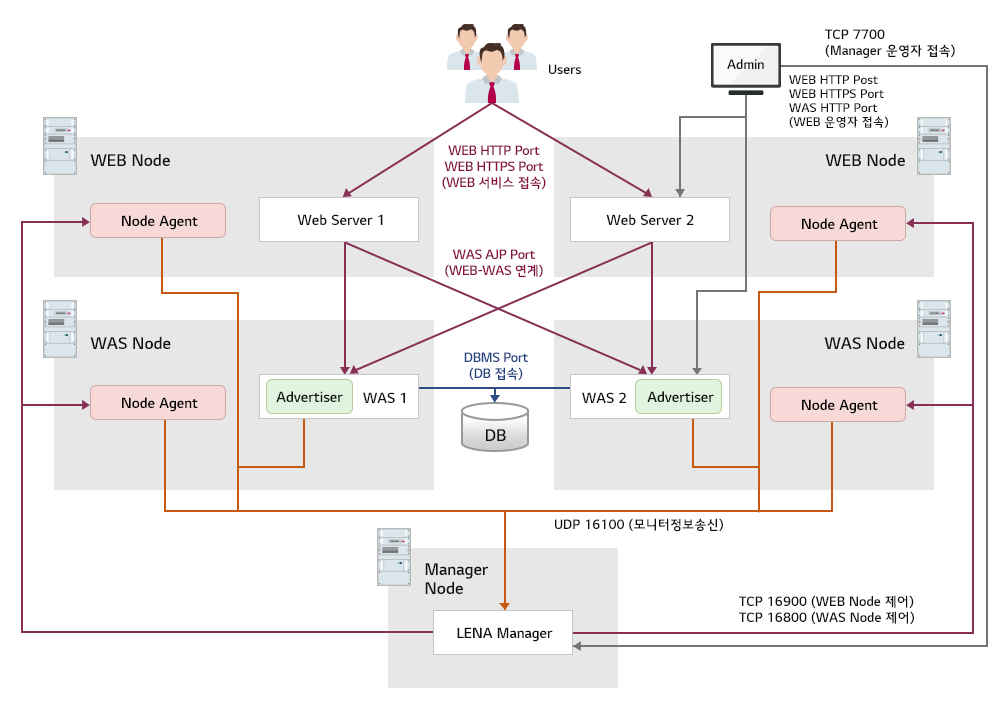 Users
Admin
TCP 7700
(Manager 운영자 접속)
WEB HTTP Post
WEB HTTPS Port
WAS HTTP Port
(WEB 운영자 접속)
WEB Node
WEB HTTP Port
WEB HTTPS Port
(WEB 서비스 접속)
WEB Node
Node Agent
Web Server 1
Web Server 2
Node Agent
WAS AJP Port
(WEB-WAS 연계)
WAS Node
WAS Node
DBMS Port
(DB 접속)
Node Agent
Advertiser
WAS 1
WAS 2
Advertiser
Node Agent
DB
UDP 16100 (모니터정보송신)
Manager
Node
LENA Manager
TCP 16900 (WEB Node 제어)
TCP 16800 (WAS Node 제어)